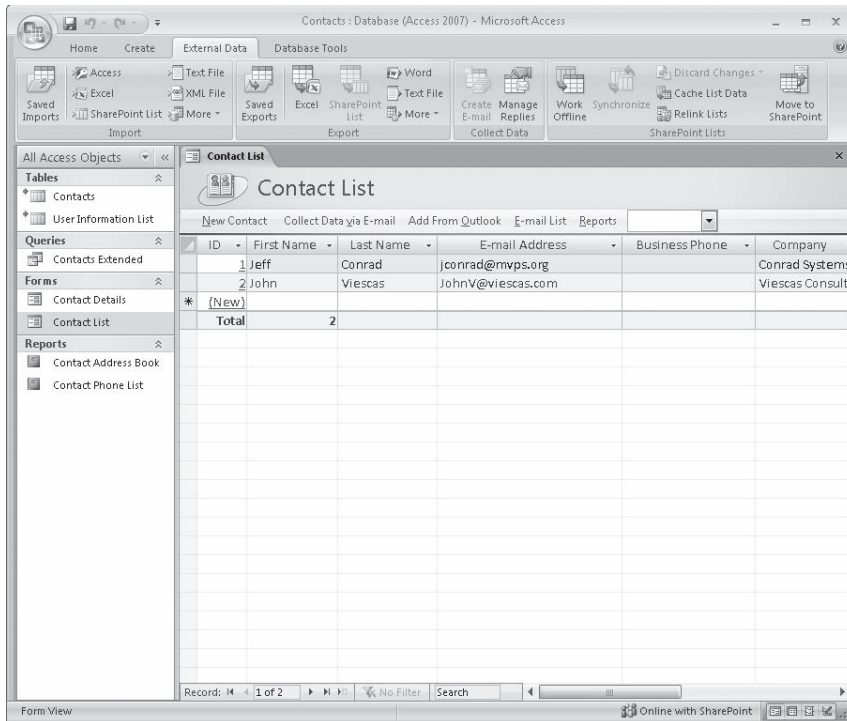 Contacts : Database (Access 2007) - Microsoft Access
Home Create External Data Database Tools
Saved Imports
Access
Excel
SharePoint List
Text File
XML File
More
Import
Saved Exports
Excel
SharePoint List
Word
Text File
More
Export
Create E-mail
Manage Replies
Collect Data
Work Offline
Synchronize
Discard Changes
Cache List Data
Relink Lists
SharePoint Lists
Move to SharePoint
All Access Objects
Tables
Contacts
User Information List
Queries
Contacts Extended
Forms
Contact Details
Contact List
Reports
Contact Address Book
Contact Phone List
Contact List
Contact List
New Contact Collect Data via E-mail Add From Outlook E-mail List Reports
ID First Name Last Name E-mail Address Business Phone Company
1 Jeff Conrad jconrad@mvps.org Conrad Systems
2 John Viescas JohnV@viescas.com Viescas Consult
* (New)
Total 2
Record: 1 of 2 No Filter Search
Form View Online with SharePoint